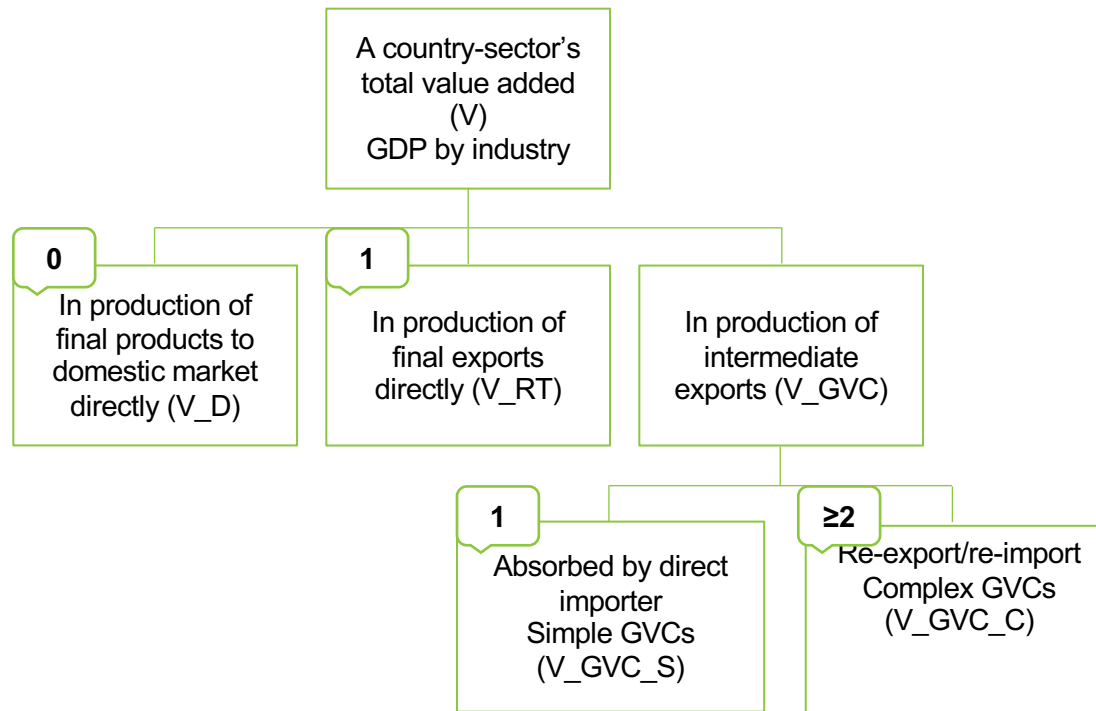 A country-sector's
total value added
(V)
GDP by industry
0
In production of
final products to
domestic market
directly (V_D)
1
In production of
final exports
directly (V_RT)
In production of
intermediate
exports (V_GVC)
1
Absorbed by direct
importer
Simple GVCs
(V_GVC_S)
≥2
Re-export/re-import
Complex GVCs
(V_GVC_C)